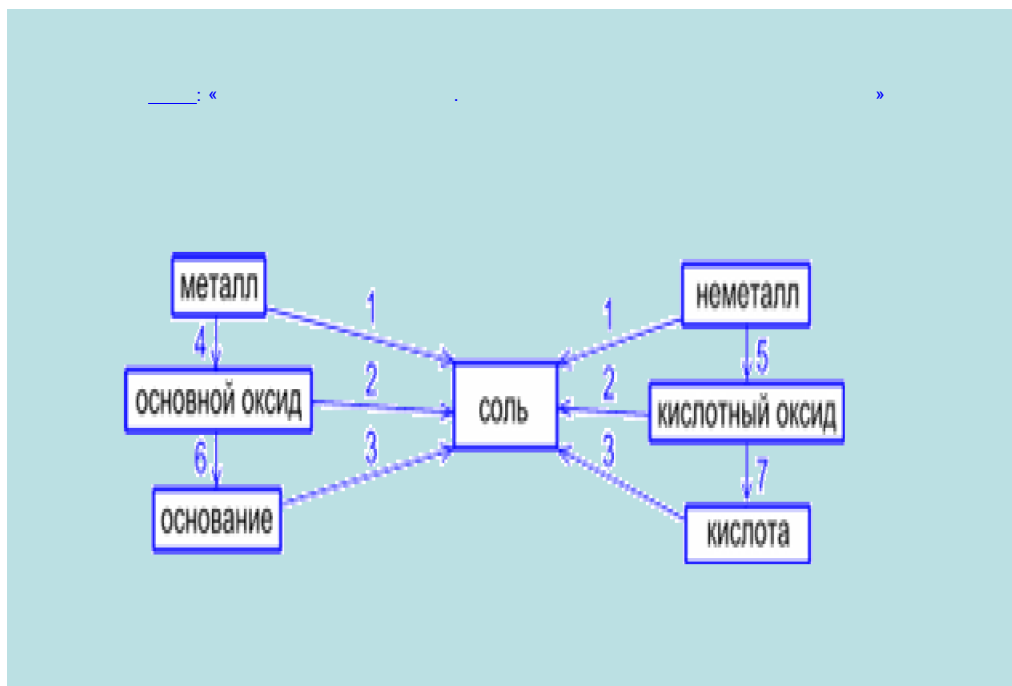 : « . »
металл
неметалл
1
1
4
5
основной оксид
2
соль
2
кислотный оксид
6
3
3
7
основание
кислота